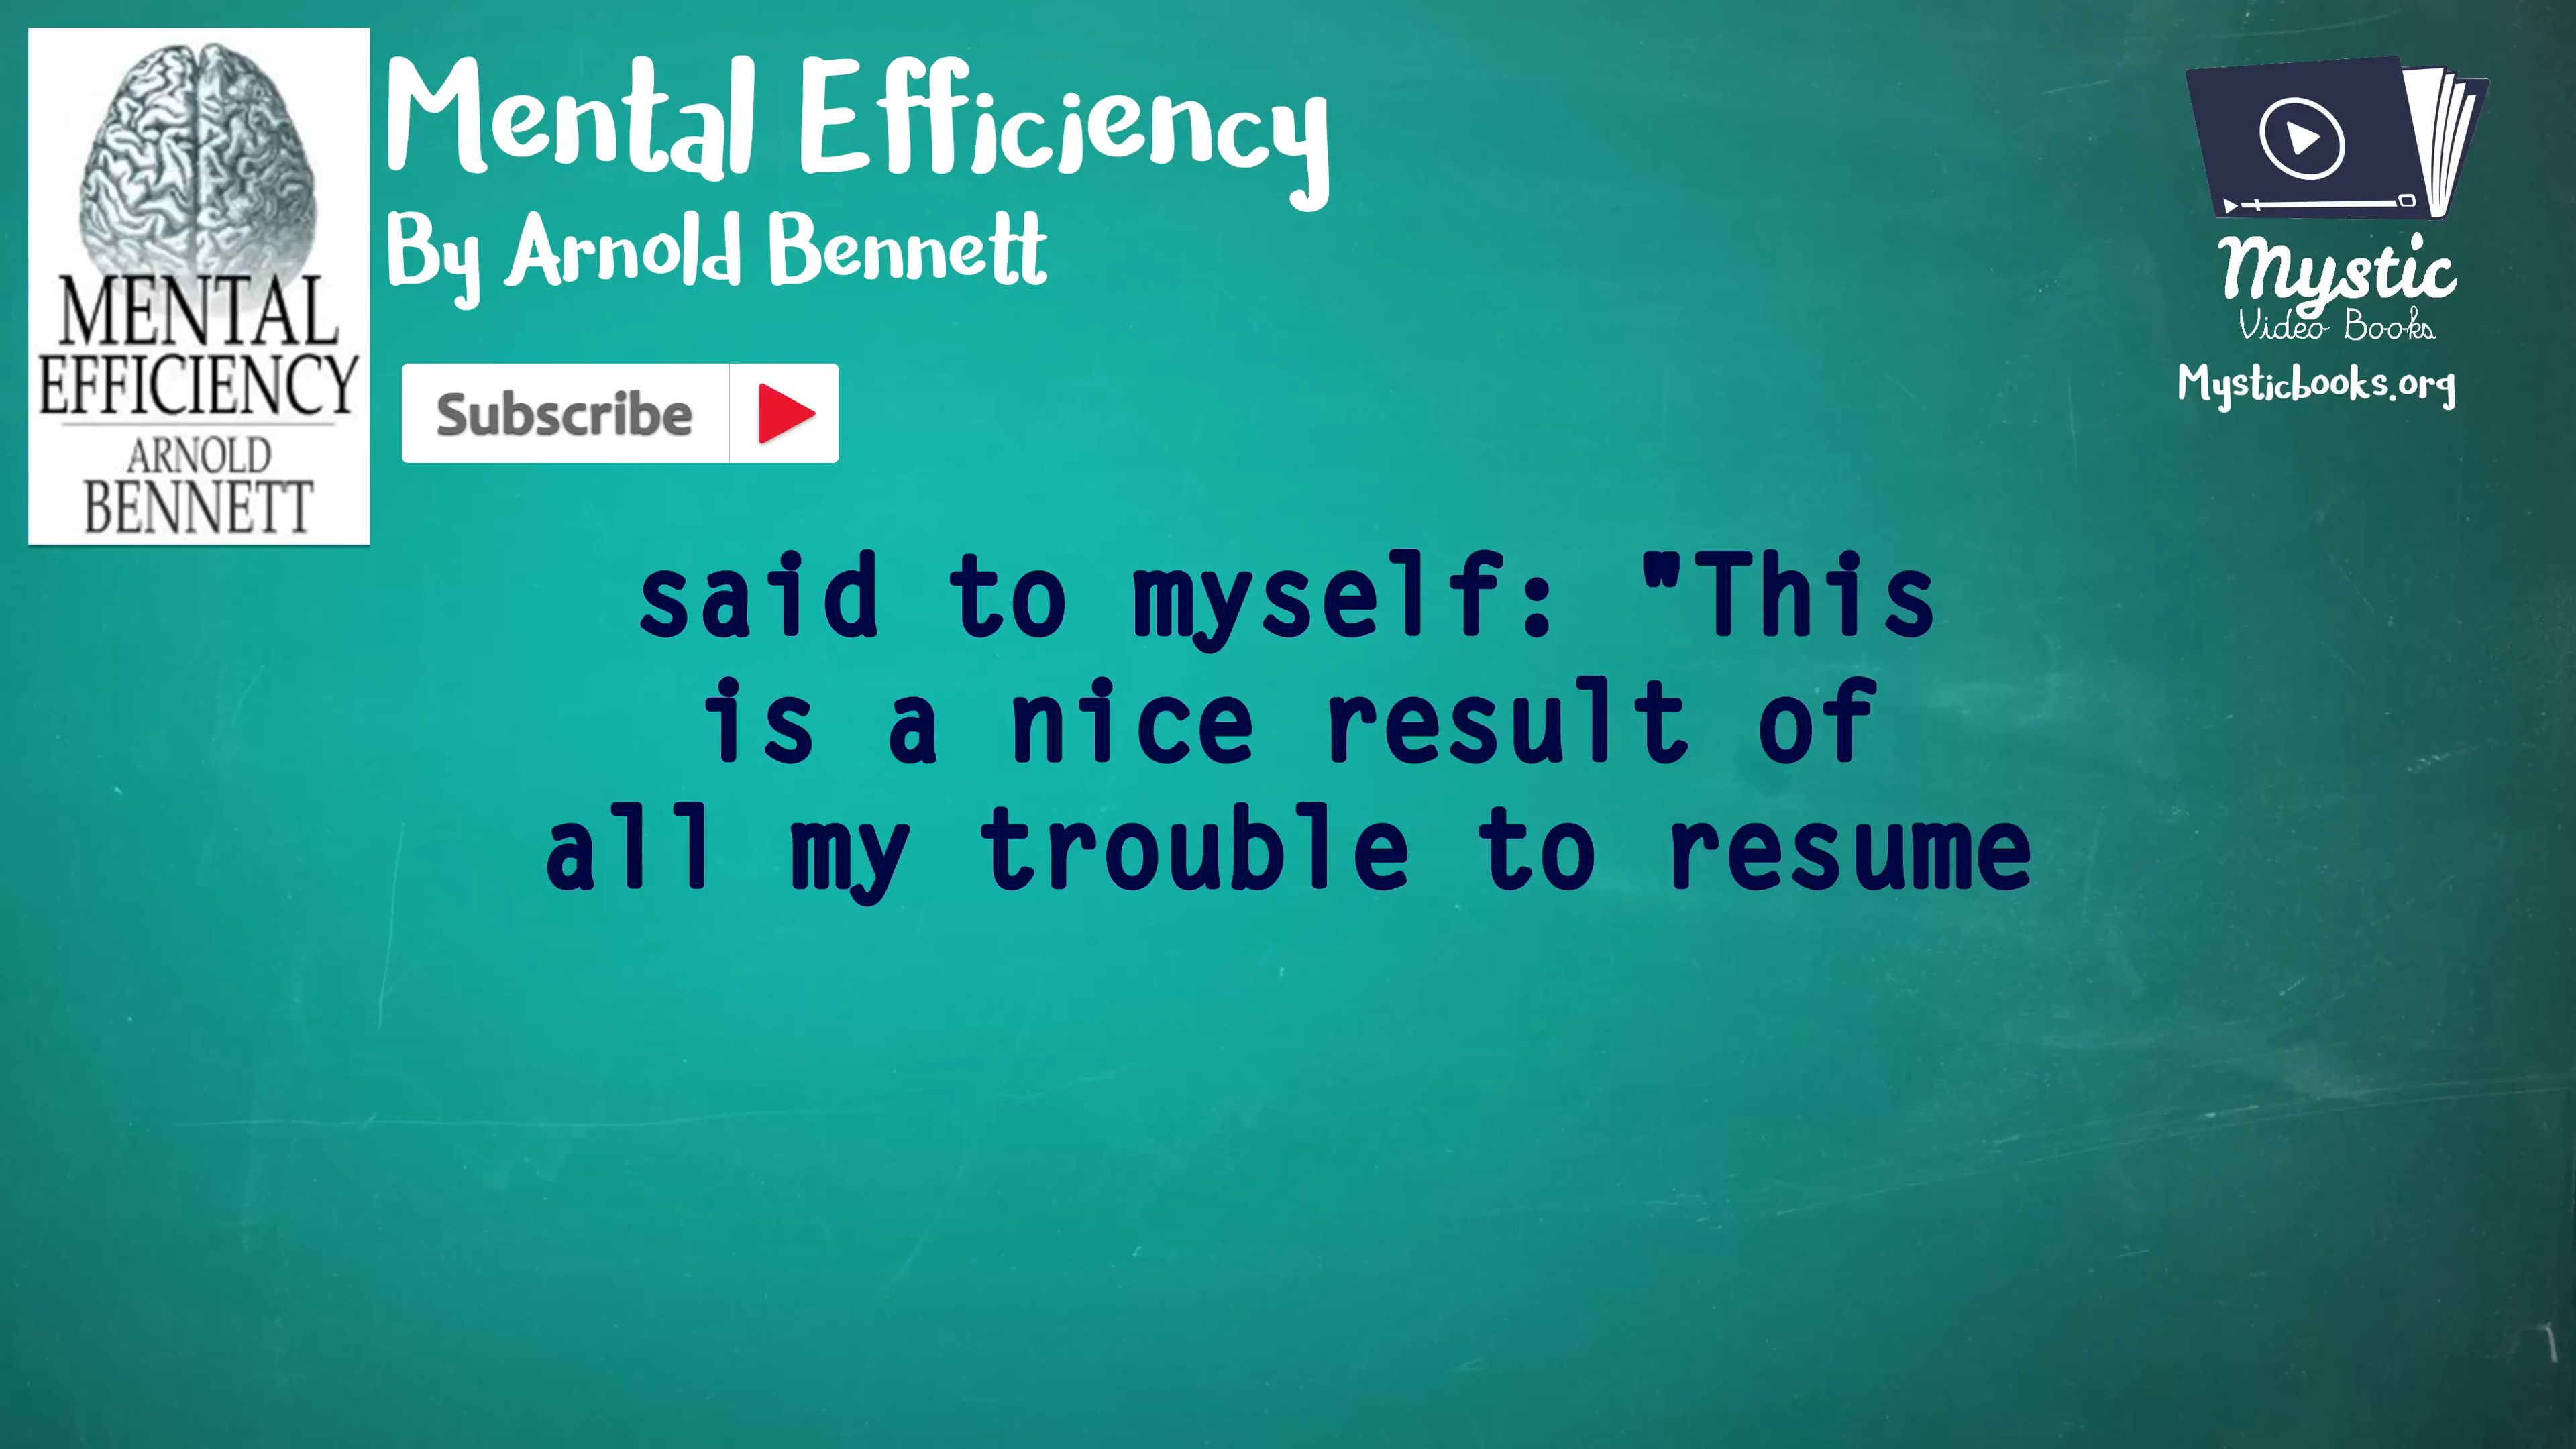 MENTAL
EFFICIENCY
ARNOLD
BENNETT
Mental Efficiency
By Arnold Bennett
Subscribe
Mystic
Video Books
Mysticbooks.org
said to myself: "This
is a nice result of
all my trouble to resume